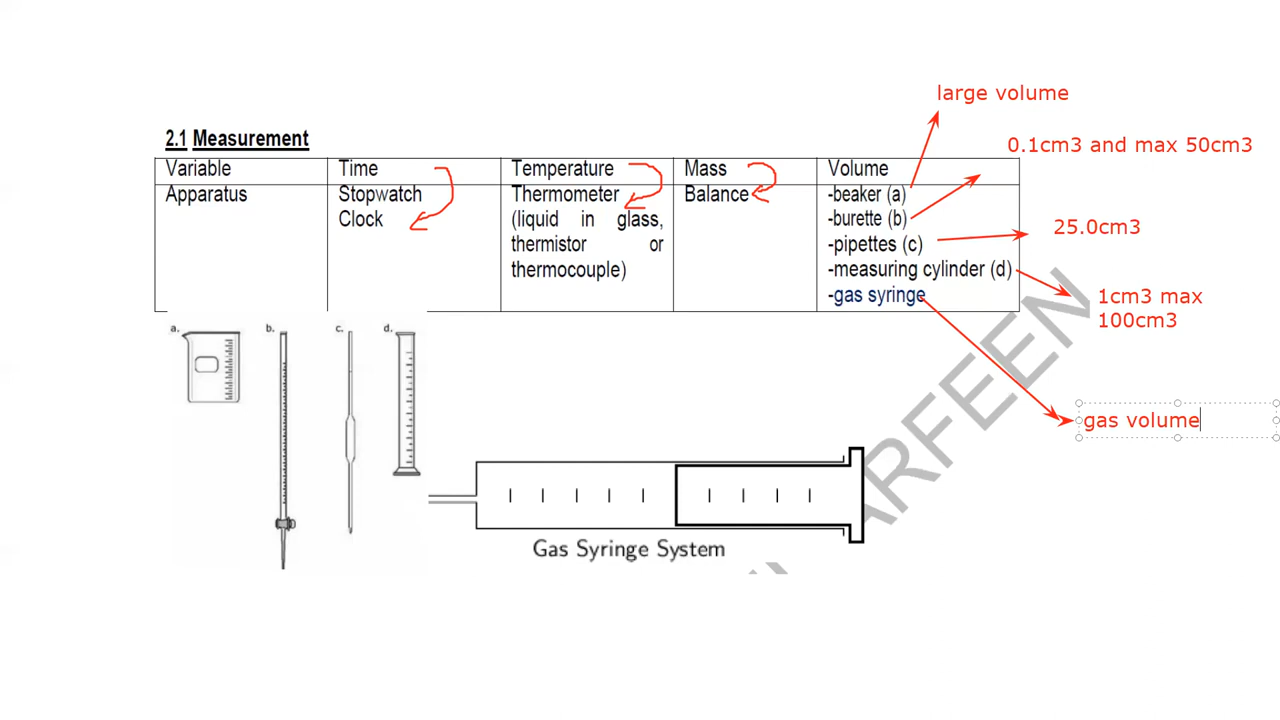 large volume
2.1 Measurement
0.1cm3 and max 50cm3
Variable Time Temperature Mass Volume
Apparatus Stopwatch Thermometer Balance -beaker (a)
Clock (liquid in glass, -burette (b)
thermistor or -pipettes (c)
25.0cm3
thermocouple) -measuring cylinder (d)
-gas syringe
1cm3 max
100cm3
a. b. c. d.
gas volume
ARFEEN
Gas Syringe System